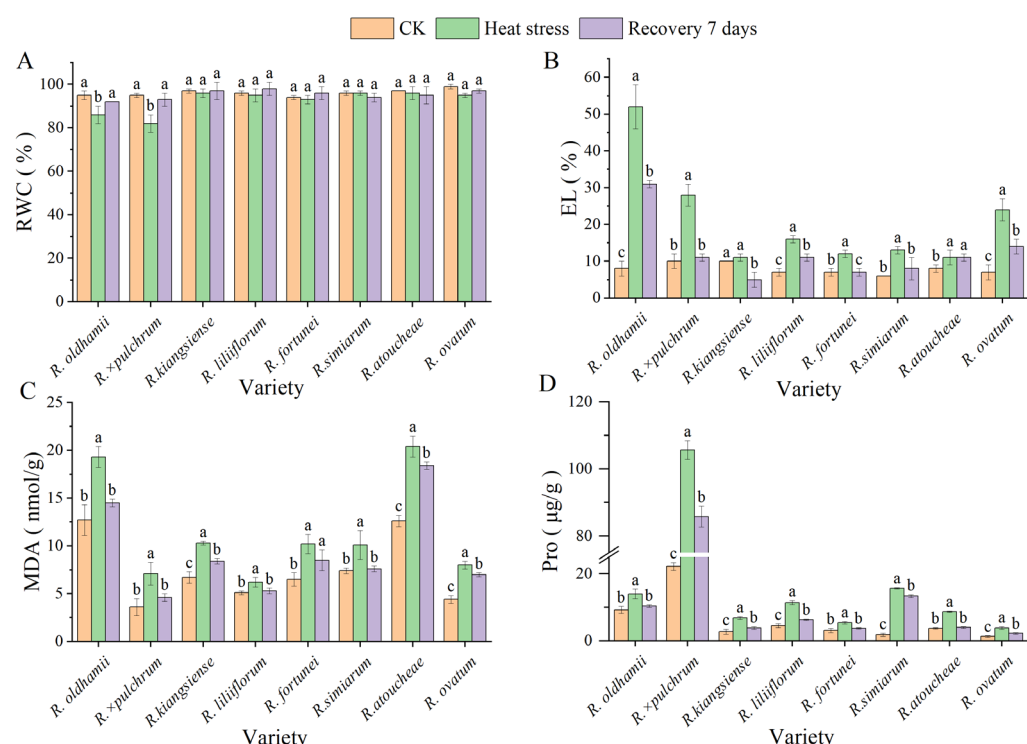 CK Heat stress Recovery 7 days
A
RWC ( % )
100
80
60
40
20
0
a b a
a b a
a a a
a a a
a a a
a a a
a a a
a a a
R. oldhamii
R. ×pulchrum
R.kiangsiense
R. liliiflorum
R. fortunei
R.simiarum
R.atoucheae
R. ovatum
Variety
B
EL ( % )
60
50
40
30
20
10
0
c a b
b a b
a a b
c a b
b a c
b a b
b a a
c a b
R. oldhamii
R. ×pulchrum
R.kiangsiense
R. liliiflorum
R. fortunei
R.simiarum
R.atoucheae
R. ovatum
Variety
C
MDA ( nmol/g)
25
20
15
10
5
0
b a b
b a b
c a b
b a b
b a b
b a b
c a b
c a b
R. oldhamii
R. ×pulchrum
R.kiangsiense
R. liliiflorum
R. fortunei
R.simiarum
R.atoucheae
R. ovatum
Variety
D
Pro ( µg/g )
120
100
80
20
0
b a b
c a b
c a b
c a b
b a b
c a b
b a b
c a b
R. oldhamii
R. ×pulchrum
R.kiangsiense
R. liliiflorum
R. fortunei
R.simiarum
R.atoucheae
R. ovatum
Variety